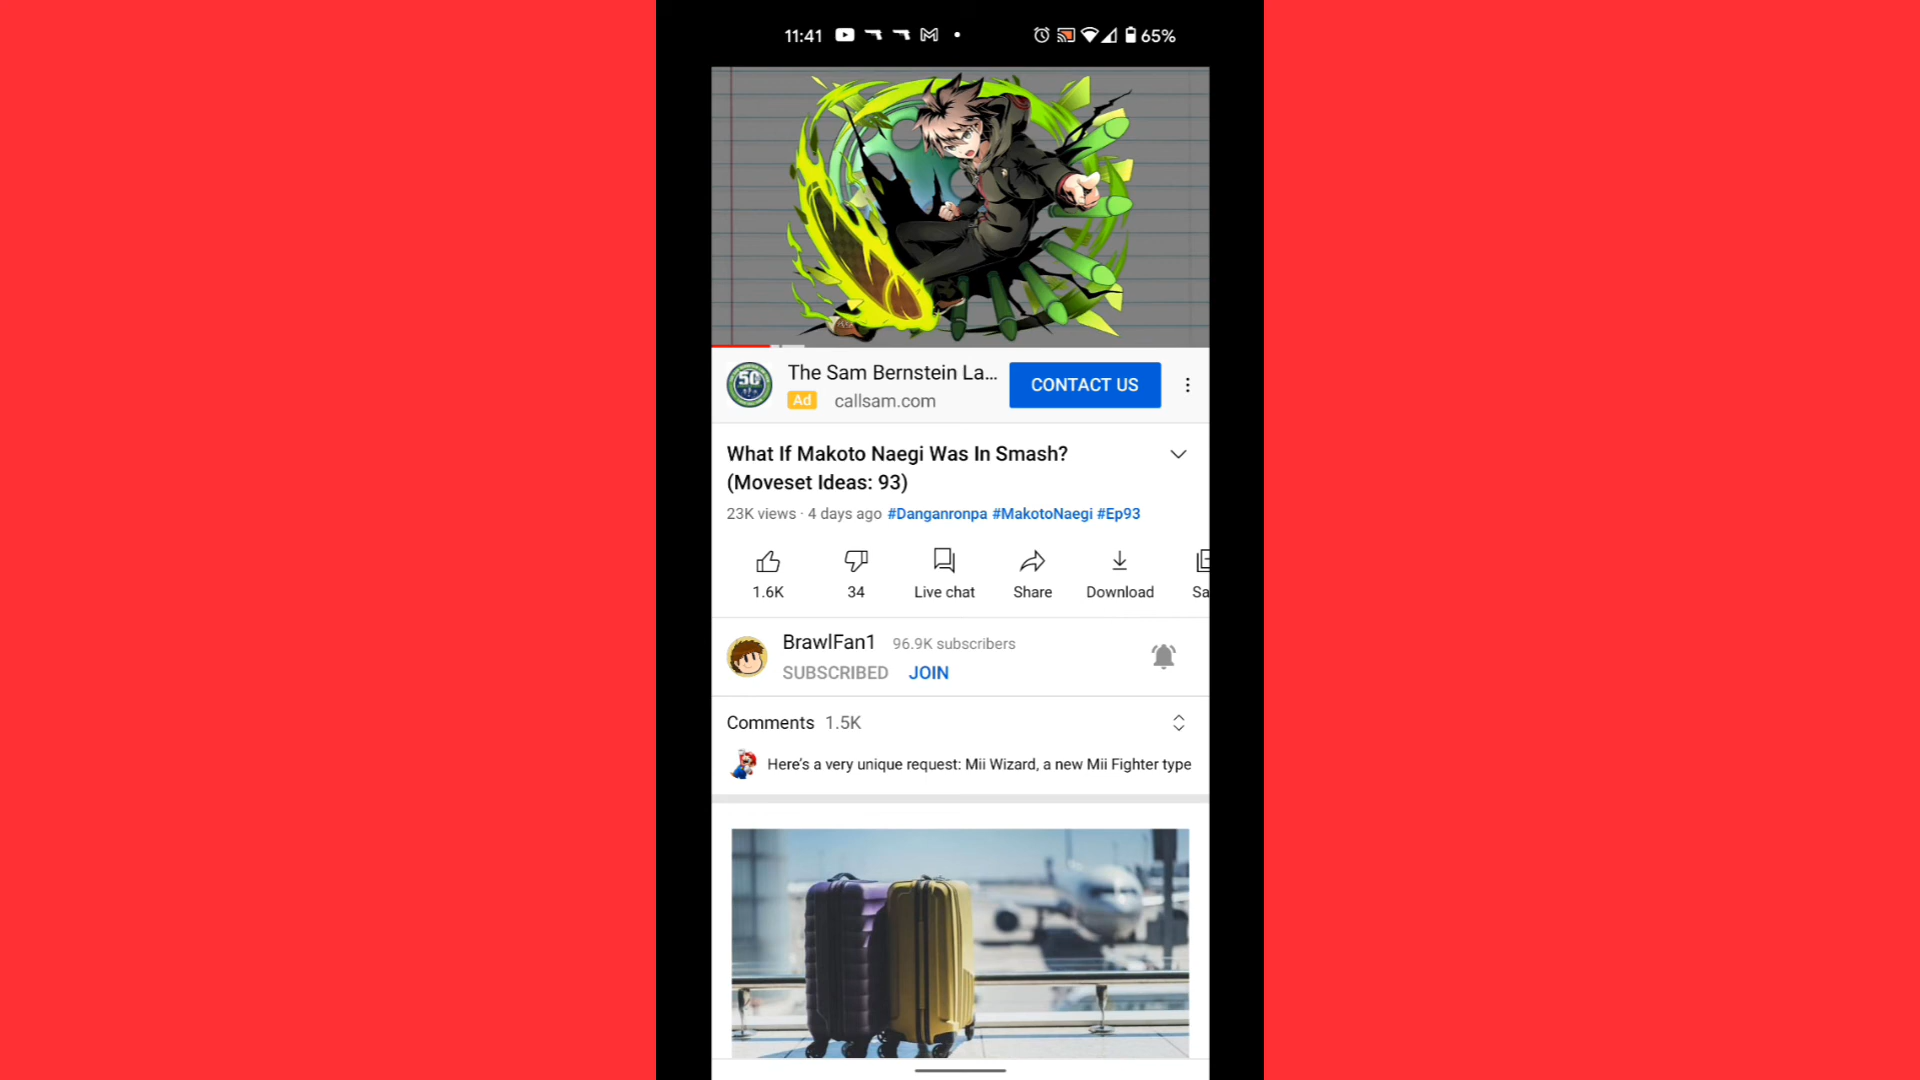 11:41
65%
50
The Sam Bernstein La...
CONTACT US
Ad callsam.com
What If Makoto Naegi Was In Smash?
(Moveset Ideas: 93)
23K views · 4 days ago #Danganronpa #MakotoNaegi #Ep93
1.6K 34 Live chat Share Download Sa
BrawlFan1 96.9K subscribers
SUBSCRIBED JOIN
Comments 1.5K
Here's a very unique request: Mii Wizard, a new Mii Fighter type